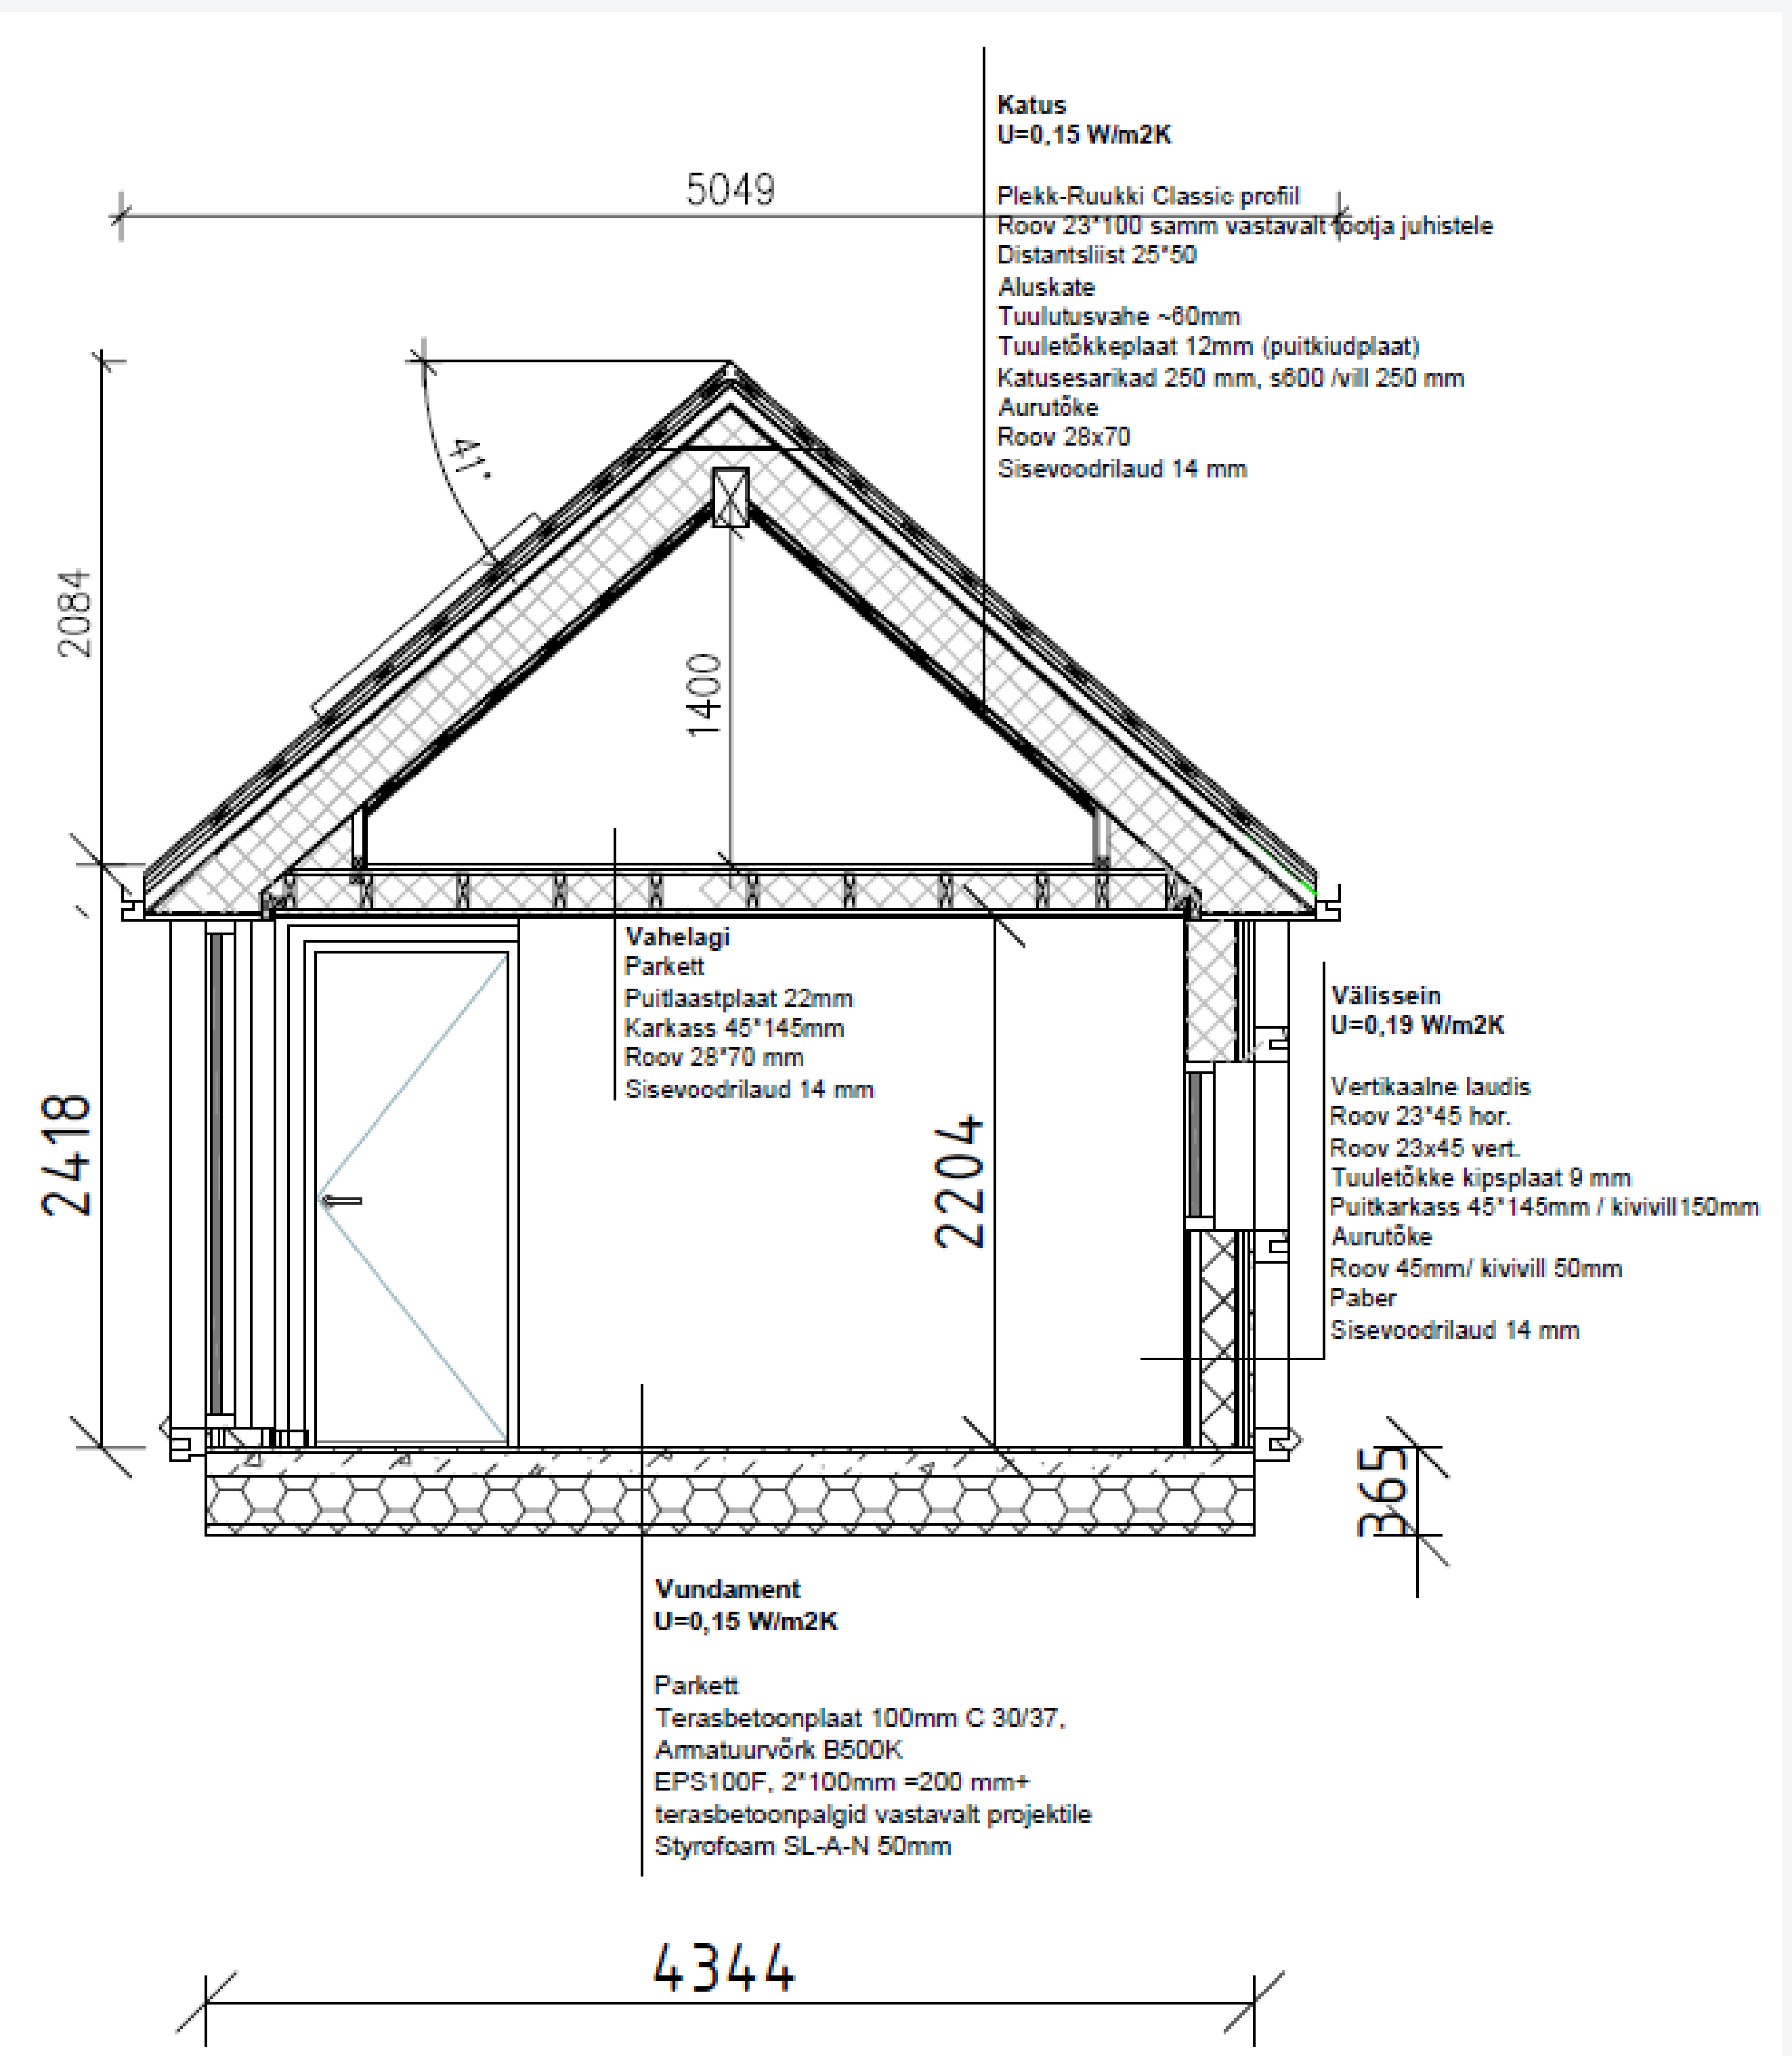 Katus
U=0,15 W/m2K
5049
Plekk-Ruukki Classic profiil
Roov 23*100 samm vastavalt tootja juhistele
Distantsliist 25*50
Aluskate
Tuulutusvahe ~60mm
Tuuletõkkeplaat 12mm (puitkiudplaat)
Katusesarikad 250 mm, s600 /vill 250 mm
Aurutõke
Roov 28x70
Sisevoodrilaud 14 mm
41°
2084
1400
Vahelagi
Parkett
Puitlaastplaat 22mm
Karkass 45*145mm
Roov 28*70 mm
Sisevoodrilaud 14 mm
2418
2204
Välissein
U=0,19 W/m2K
Vertikaalne laudis
Roov 23*45 hor.
Roov 23x45 vert.
Tuuletõkke kipsplaat 9 mm
Puitkarkass 45*145mm / kivivill150mm
Aurutõke
Roov 45mm/ kivivill 50mm
Paber
Sisevoodrilaud 14 mm
365
Vundament
U=0,15 W/m2K
Parkett
Terasbetoonplaat 100mm C 30/37,
Armatuurvõrk B500K
EPS100F, 2*100mm =200 mm+
terasbetoonpalgid vastavalt projektile
Styrofoam SL-A-N 50mm
4344